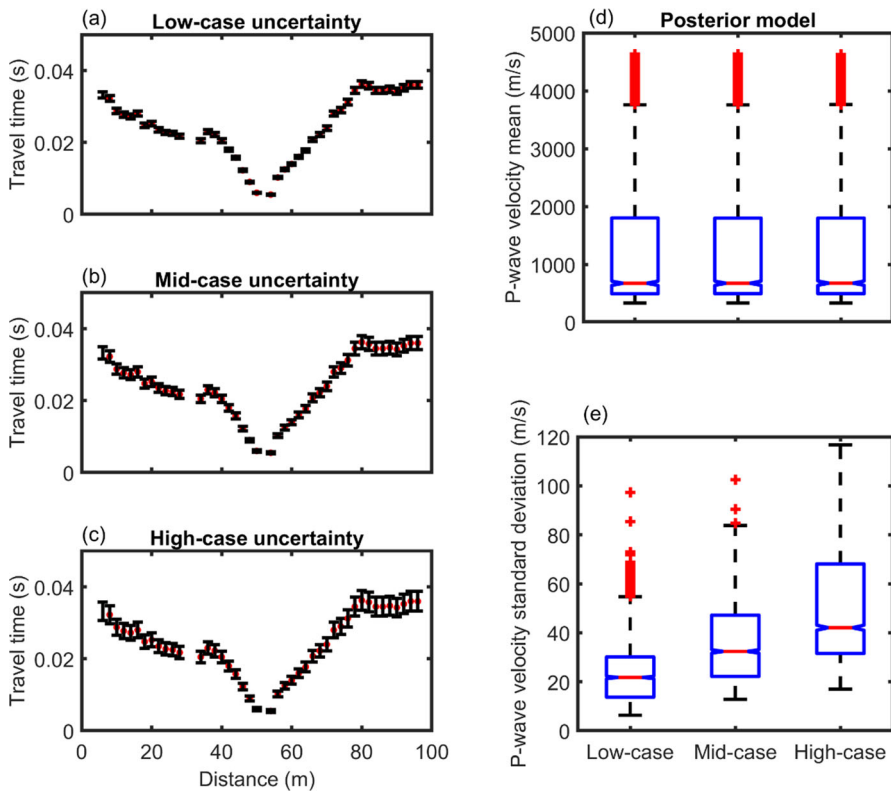 (a)
Low-case uncertainty
Travel time (s)
0.04
0.02
0
(b)
Mid-case uncertainty
Travel time (s)
0.04
0.02
0
(c)
High-case uncertainty
Travel time (s)
0.04
0.02
0
0 20 40 60 80 100
Distance (m)
(d)
Posterior model
P-wave velocity mean (m/s)
5000
4000
3000
2000
1000
0
(e)
P-wave velocity standard deviation (m/s)
120
100
80
60
40
20
0
Low-case Mid-case High-case